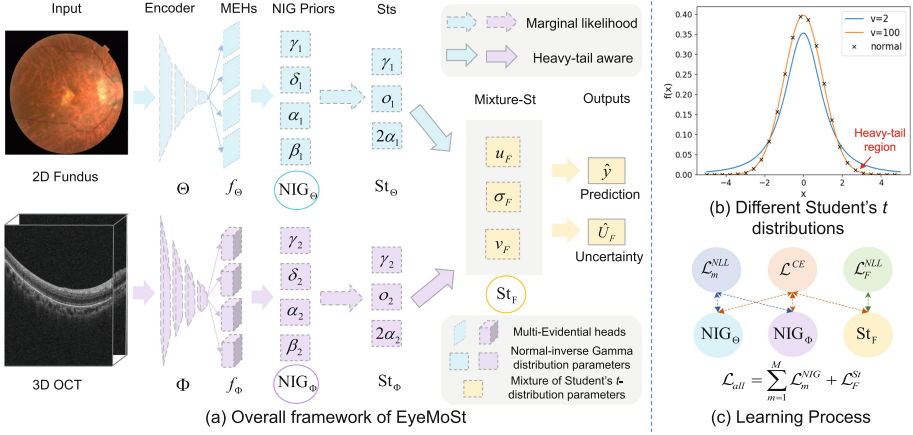 Input
Encoder
MEHs
NIG Priors
Sts
Marginal likelihood
Heavy-tail aware
γ₁
δ₁
α₁
β₁
γ₁
o₁
2α₁
2D Fundus
Θ
f_Θ
NIG_Θ
St_Θ
Mixture-St
Outputs
u_F
σ_F
v_F
ŷ
Prediction
Û_F
Uncertainty
St_F
γ₂
δ₂
α₂
β₂
γ₂
o₂
2α₂
3D OCT
Φ
f_Φ
NIG_Φ
St_Φ
Multi-Evidential heads
Normal-inverse Gamma
distribution parameters
Mixture of Student's t-
distribution parameters
(a) Overall framework of EyeMoSt
f(x)
0.40
0.35
0.30
0.25
0.20
0.15
0.10
0.05
0.00
-4 -2 0 2 4
x
v=2
v=100
normal
Heavy-tail
region
(b) Different Student's t
distributions
ℒ_m^{NLL}
ℒ^{CE}
ℒ_F^{NLL}
NIG_Θ
NIG_Φ
St_F
ℒ_{all} = ∑_{m=1}^{M} ℒ_m^{NIG} + ℒ_F^{St}
(c) Learning Process